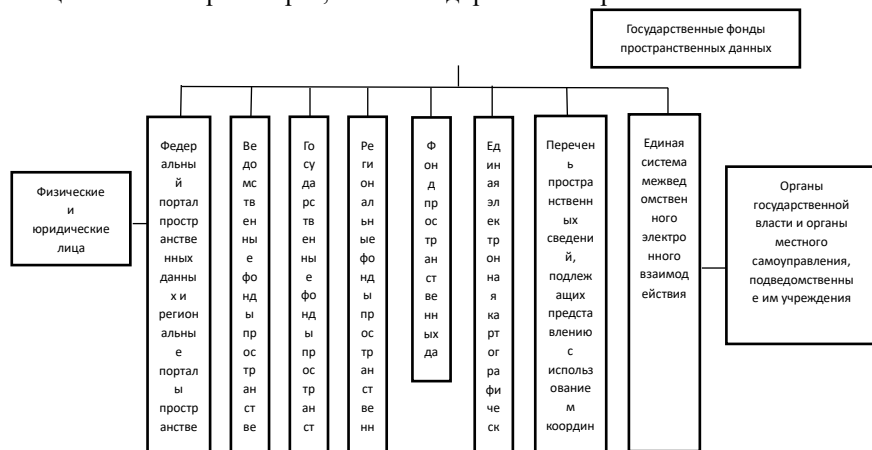 Государственные фонды
пространственных данных
Физические
и
юридические
лица
Федер
альны
й
портал
простр
анстве
нных
данны
х и
регион
альны
е
портал
ы
простр
анстве
Ве
до
мс
тв
ен
ны
е
фо
нд
ы
пр
ос
тр
ан
ст
ве
Го
су
да
рс
тв
ен
ны
е
фо
нд
ы
пр
ос
тр
ан
ст
Ре
ги
он
ал
ьн
ые
фо
нд
ы
пр
ос
тр
ан
ст
ве
нн
Ф
он
д
пр
ос
тр
ан
ст
ве
нн
ых
да
Ед
ин
ая
эл
ек
тр
он
на
я
ка
рт
ог
ра
фи
че
ск
Перечен
ь
простра
нственн
ых
сведени
й,
подлеж
ащих
предста
влению
с
использ
ование
м
координ
Единая
система
межвед
омствен
ного
электро
нного
взаимод
ействия
Органы
государственной
власти и органы
местного
самоуправления,
подведомственны
е им учреждения